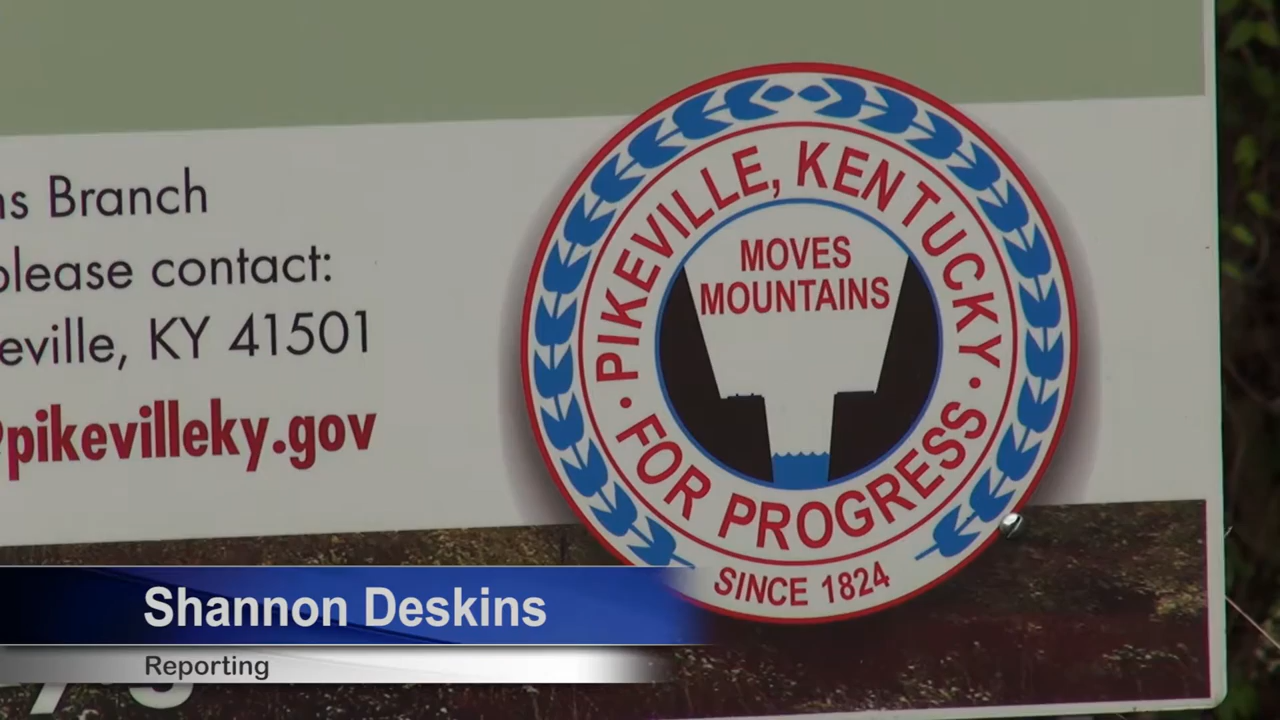 ns Branch
please contact:
eville, KY 41501
@pikevilleky.gov
PIKEVILLE, KENTUCKY
MOVES
MOUNTAINS
· FOR PROGRESS ·
SINCE 1824
Shannon Deskins
Reporting